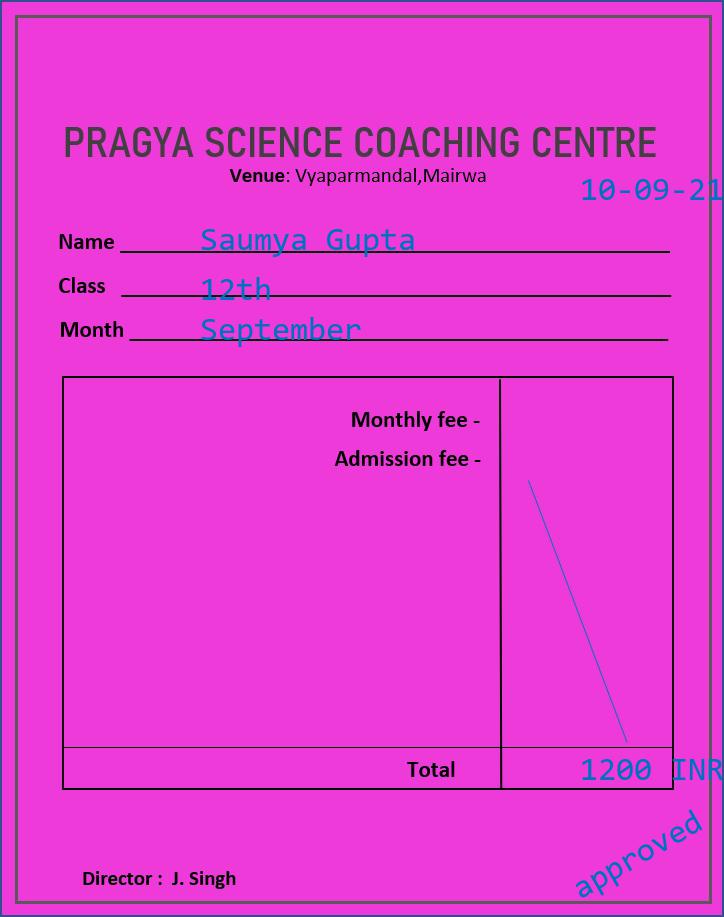 PRAGYA SCIENCE COACHING CENTRE
Venue: Vyaparmandal,Mairwa
10-09-21
Name Saumya Gupta
Class 12th
Month September
Monthly fee -
Admission fee -
Total 1200 INR
approved
Director : J. Singh